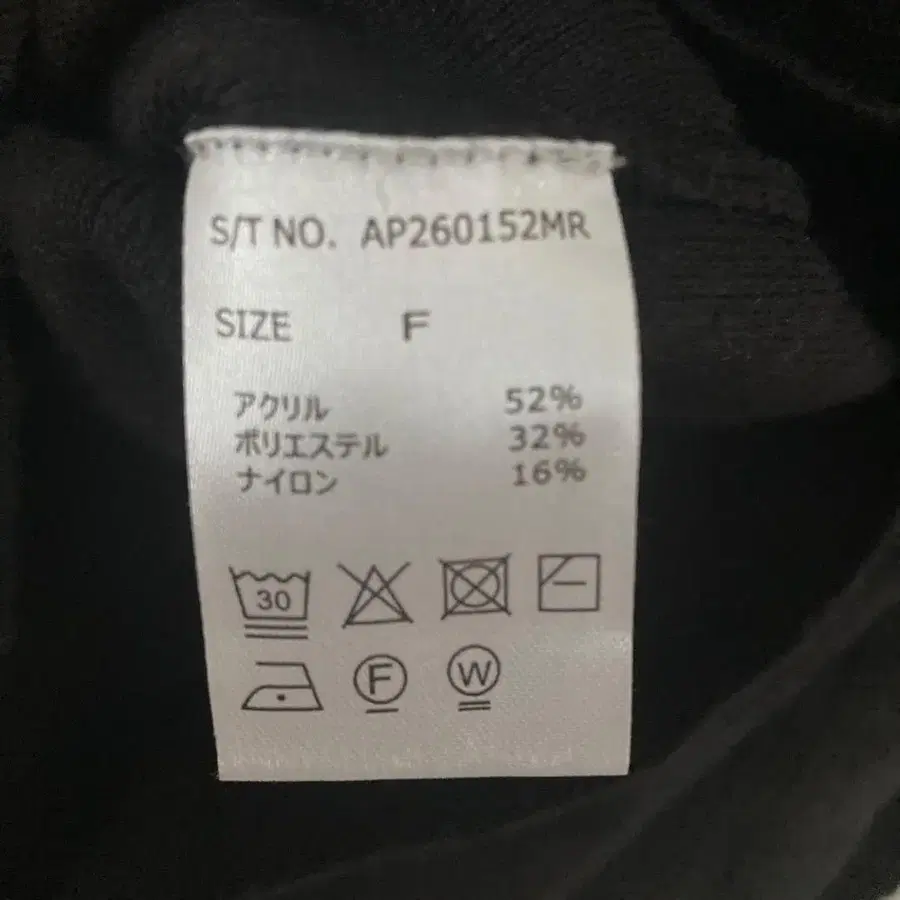 S/T NO. AP260152MR
SIZE F
アクリル 52%
ポリエステル 32%
ナイロン 16%
30
F W